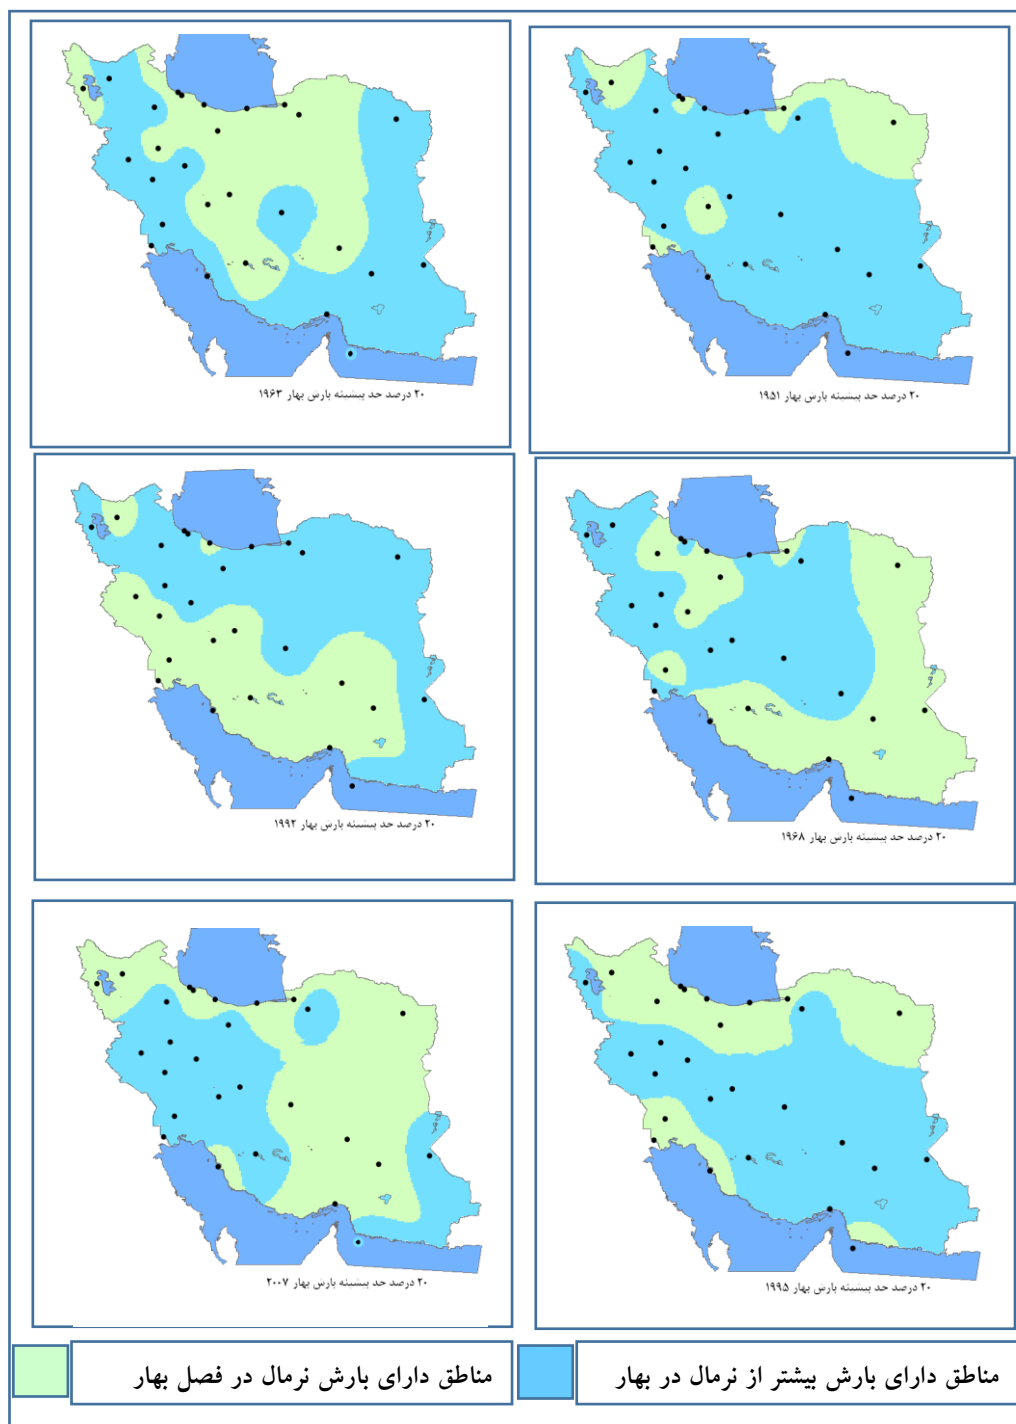 ۲۰ درصد حد بیشینه بارش بهار ۱۹۵۱
۲۰ درصد حد بیشینه بارش بهار ۱۹۶۳
۲۰ درصد حد بیشینه بارش بهار ۱۹۶۸
۲۰ درصد حد بیشینه بارش بهار ۱۹۹۲
۲۰ درصد حد بیشینه بارش بهار ۱۹۹۵
۲۰ درصد حد بیشینه بارش بهار ۲۰۰۷
مناطق دارای بارش بیشتر از نرمال در بهار
مناطق دارای بارش نرمال در فصل بهار